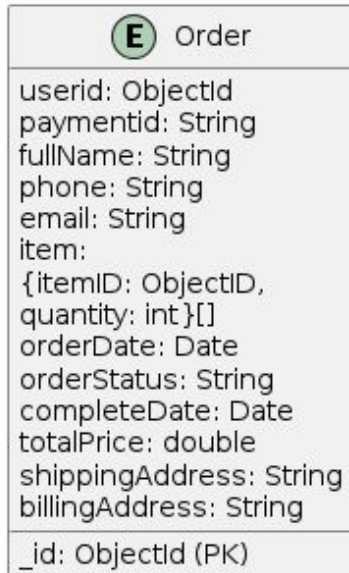 E Order
userid: ObjectId
paymentid: String
fullName: String
phone: String
email: String
item:
{itemID: ObjectID,
quantity: int}[]
orderDate: Date
orderStatus: String
completeDate: Date
totalPrice: double
shippingAddress: String
billingAddress: String
_id: ObjectId (PK)